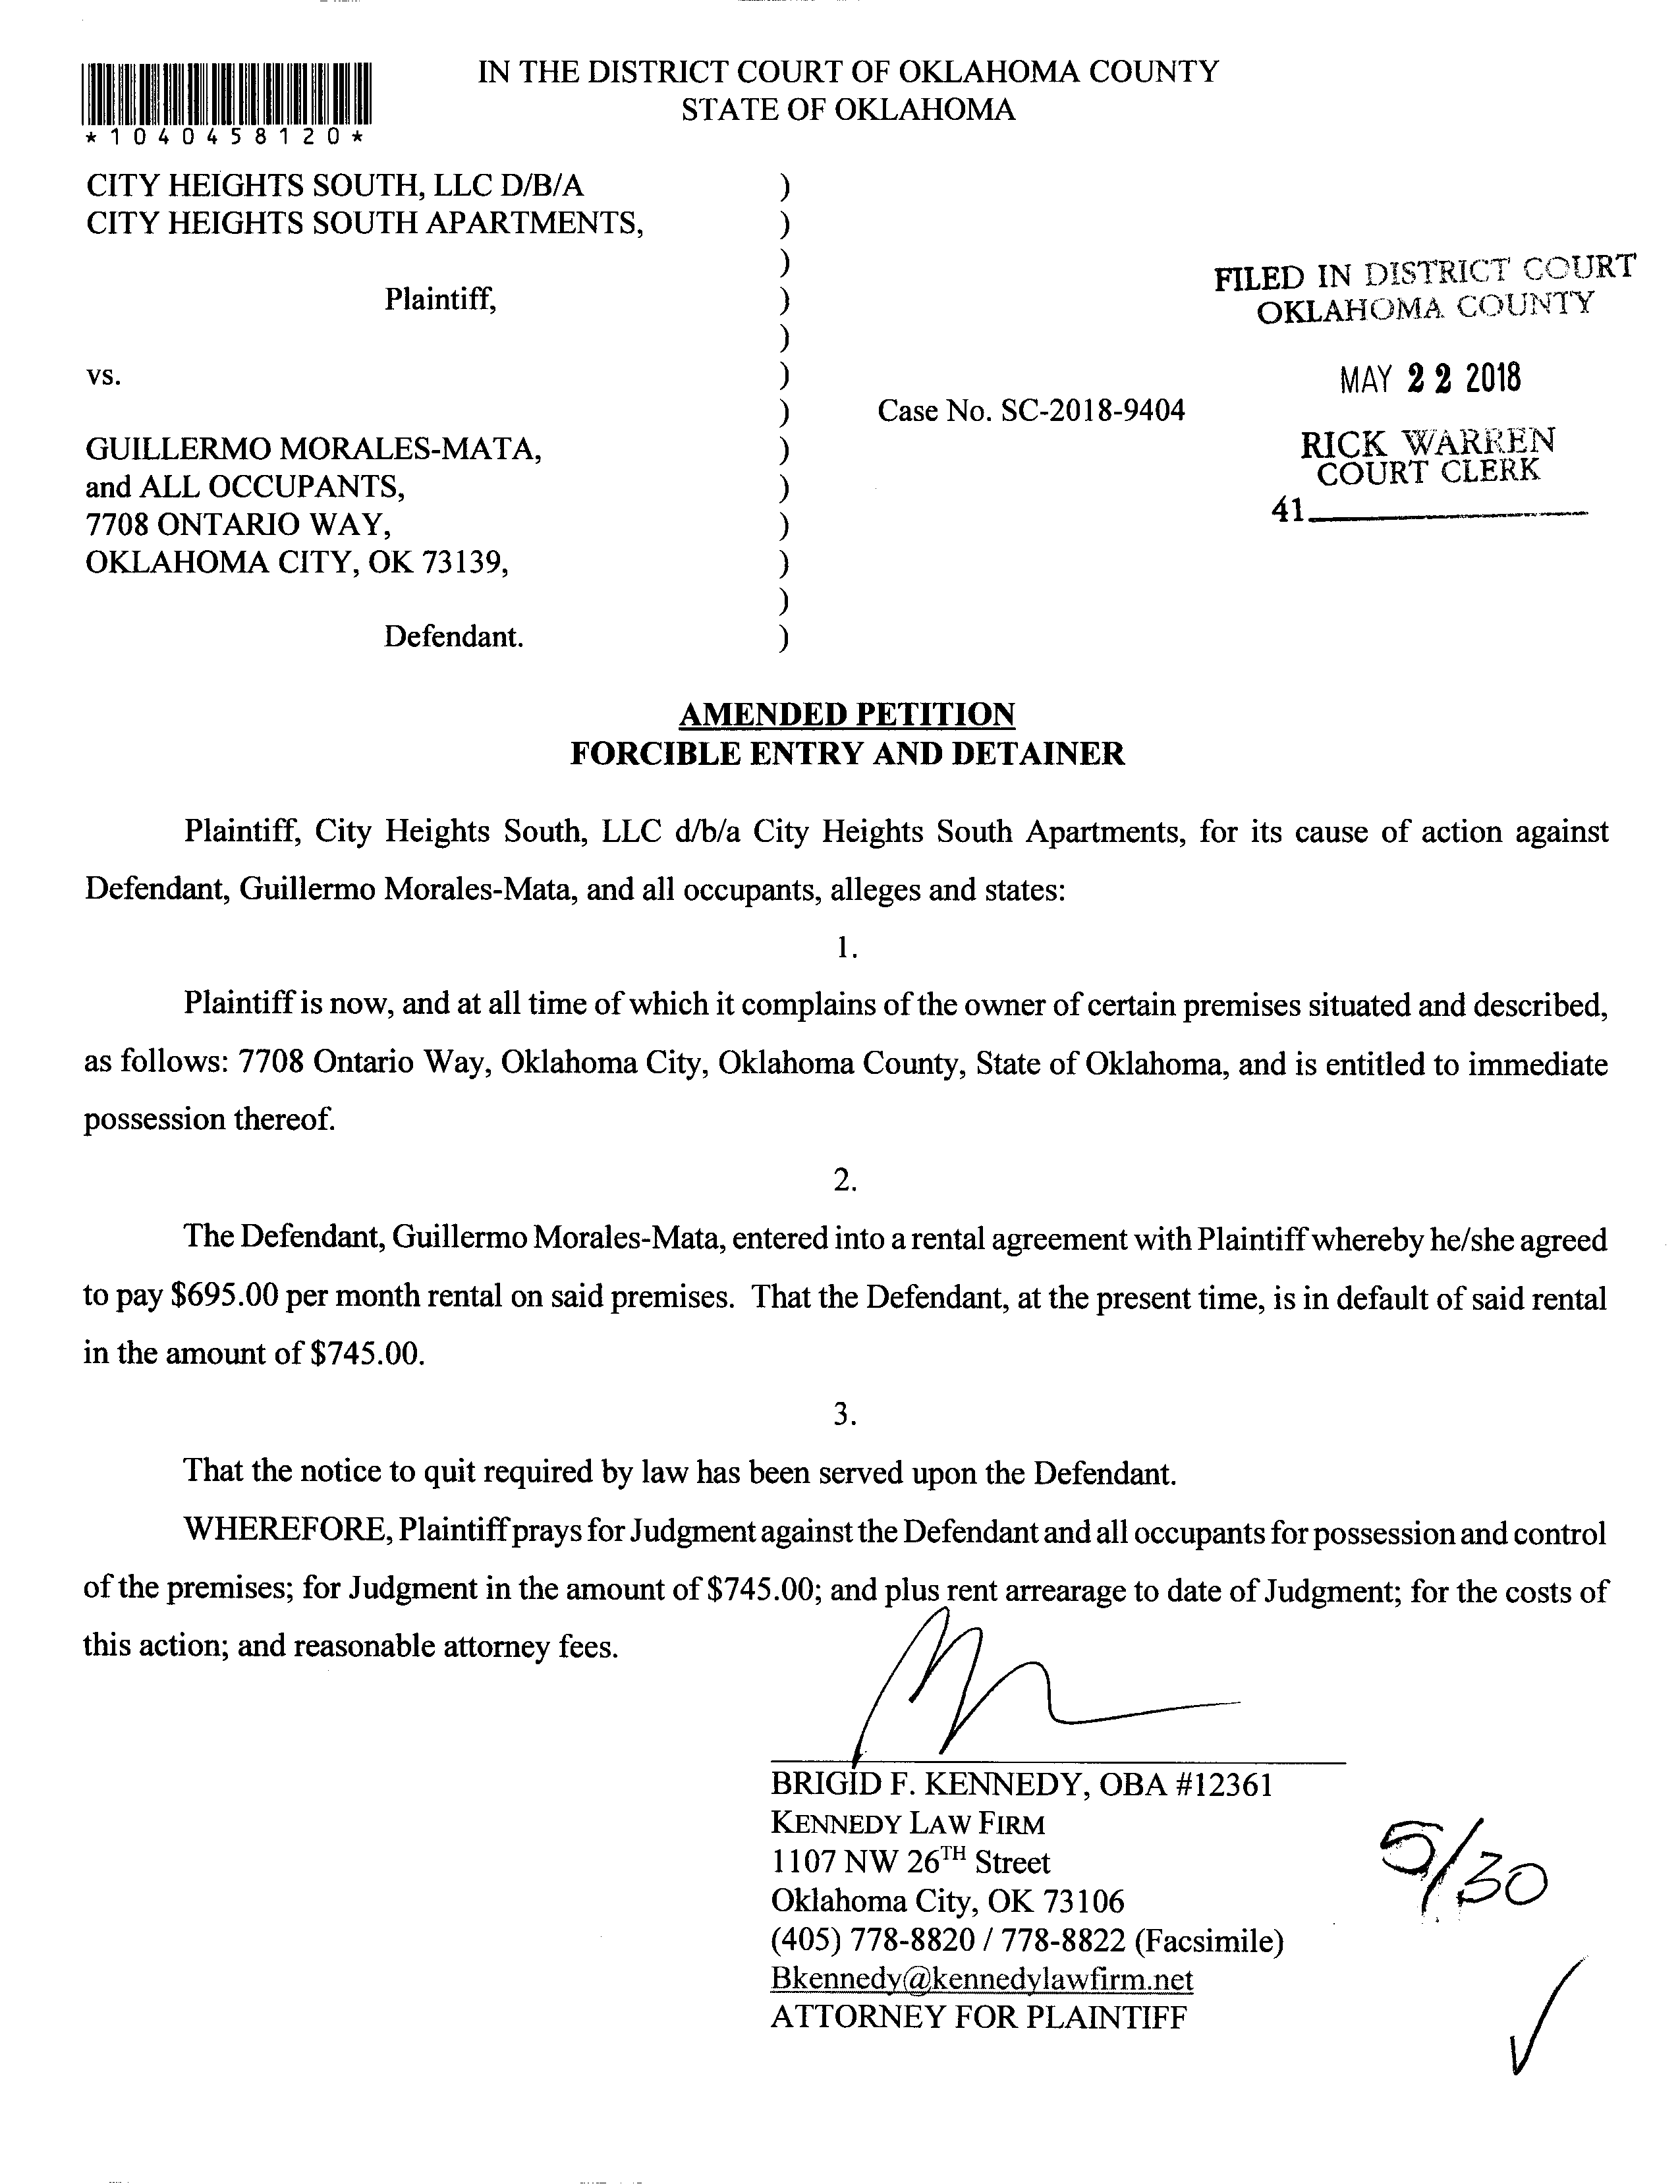 IN THE DISTRICT COURT OF OKLAHOMA COUNTY
STATE OF OKLAHOMA
*1040458120*
CITY HEIGHTS SOUTH, LLC D/B/A )
CITY HEIGHTS SOUTH APARTMENTS, )
)
Plaintiff, )
)
vs. )
)
GUILLERMO MORALES-MATA, )
and ALL OCCUPANTS, )
7708 ONTARIO WAY, )
OKLAHOMA CITY, OK 73139, )
)
Defendant. )
Case No. SC-2018-9404
FILED IN DISTRICT COURT
OKLAHOMA COUNTY
MAY 22 2018
RICK WARREN
COURT CLERK
41
AMENDED PETITION
FORCIBLE ENTRY AND DETAINER
Plaintiff, City Heights South, LLC d/b/a City Heights South Apartments, for its cause of action against
Defendant, Guillermo Morales-Mata, and all occupants, alleges and states:
1.
Plaintiff is now, and at all time of which it complains of the owner of certain premises situated and described,
as follows: 7708 Ontario Way, Oklahoma City, Oklahoma County, State of Oklahoma, and is entitled to immediate
possession thereof.
2.
The Defendant, Guillermo Morales-Mata, entered into a rental agreement with Plaintiff whereby he/she agreed
to pay $695.00 per month rental on said premises. That the Defendant, at the present time, is in default of said rental
in the amount of $745.00.
3.
That the notice to quit required by law has been served upon the Defendant.
WHEREFORE, Plaintiff prays for Judgment against the Defendant and all occupants for possession and control
of the premises; for Judgment in the amount of $745.00; and plus rent arrearage to date of Judgment; for the costs of
this action; and reasonable attorney fees.
BRIGID F. KENNEDY, OBA #12361
KENNEDY LAW FIRM
1107 NW 26TH Street
Oklahoma City, OK 73106
(405) 778-8820 / 778-8822 (Facsimile)
Bkennedy@kennedylawfirm.net
ATTORNEY FOR PLAINTIFF
5/30